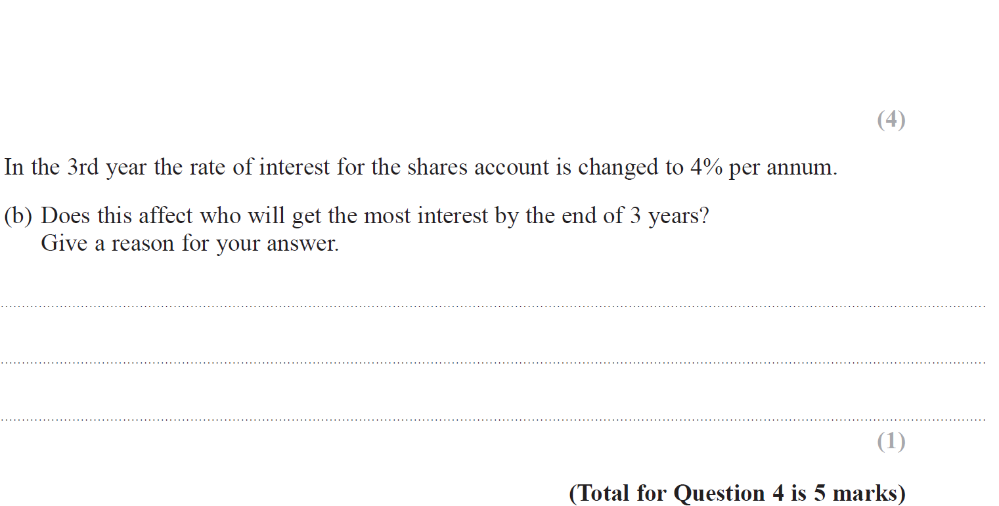 (4)
In the 3rd year the rate of interest for the shares account is changed to 4% per annum.
(b) Does this affect who will get the most interest by the end of 3 years?
Give a reason for your answer.
(1)
(Total for Question 4 is 5 marks)